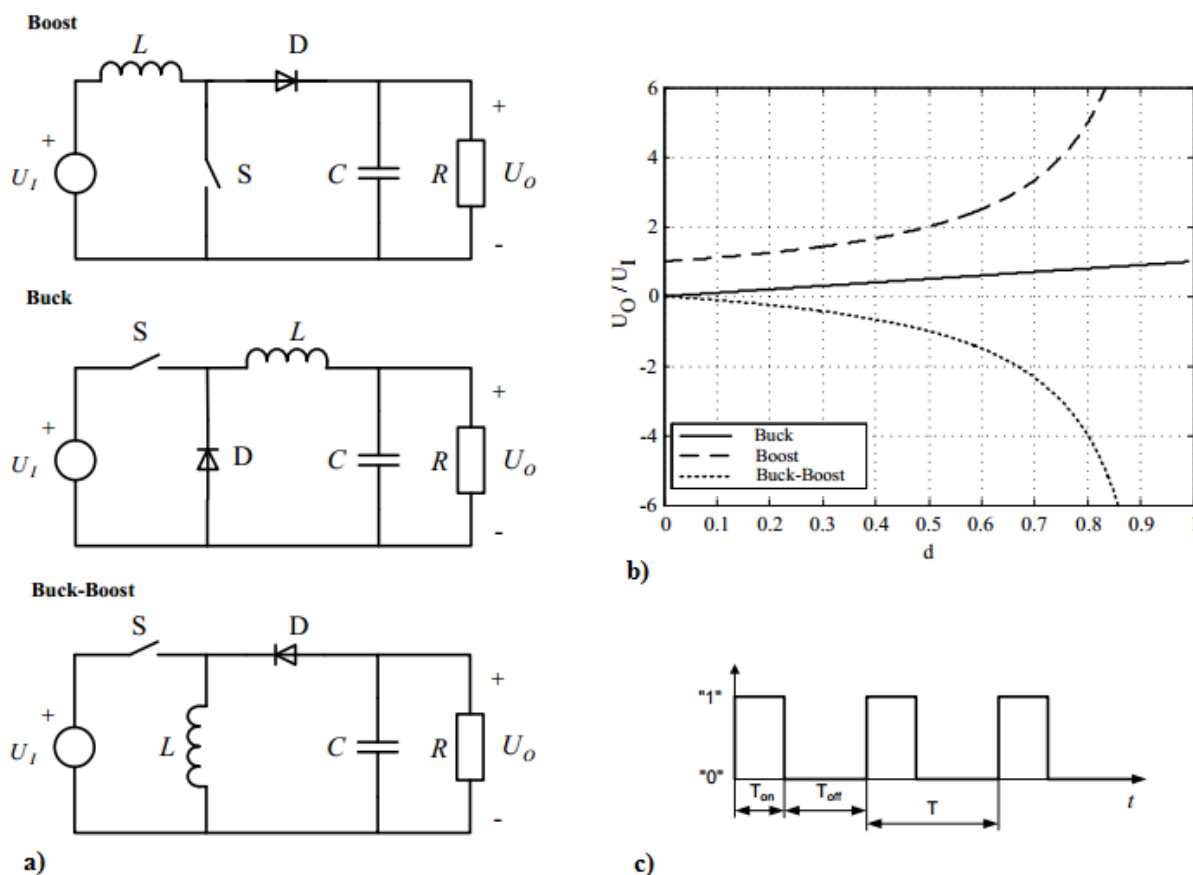 Boost
L
D
+
+
U_I
S
C
R
U_O
-
Buck
S
L
+
+
U_I
D
C
R
U_O
-
Buck-Boost
S
D
+
+
U_I
L
C
R
U_O
-
a)
6
4
2
0
-2
-4
-6
U_O / U_I
Buck
Boost
Buck-Boost
0 0.1 0.2 0.3 0.4 0.5 0.6 0.7 0.8 0.9 1
d
b)
"1"
"0"
T_on T_off T t
c)